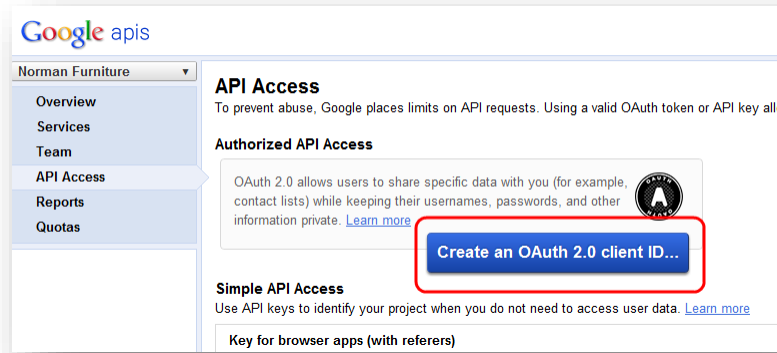 Google apis
Norman Furniture
Overview
Services
Team
API Access
Reports
Quotas
API Access
To prevent abuse, Google places limits on API requests. Using a valid OAuth token or API key all
Authorized API Access
OAuth 2.0 allows users to share specific data with you (for example,
contact lists) while keeping their usernames, passwords, and other
information private. Learn more
OAUTH
A
Create an OAuth 2.0 client ID...
Simple API Access
Use API keys to identify your project when you do not need to access user data. Learn more
Key for browser apps (with referers)